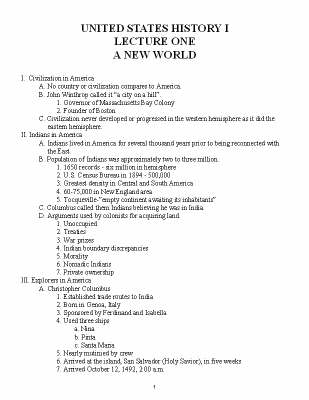 UNITED STATES HISTORY I
LECTURE ONE
A NEW WORLD
I. Civilization in America
A. No country or civilization compares to America.
B. John Winthrop called it "a city on a hill".
1. Governor of Massachusetts Bay Colony
2. Founder of Boston
C. Civilization never developed or progressed in the western hemisphere as it did the
eastern hemisphere.
II. Indians in America
A. Indians lived in America for several thousand years prior to being reconnected with
the East.
B. Population of Indians was approximately two to three million.
1. 1650 records - six million in hemisphere
2. U.S. Census Bureau in 1894 - 500,000
3. Greatest density in Central and South America
4. 60-75,000 in New England area
5. Tocqueville-"empty continent awaiting its inhabitants"
C. Columbus called them Indians believing he was in India.
D. Arguments used by colonists for acquiring land.
1. Unoccupied
2. Treaties
3. War prizes
4. Indian boundary discrepancies
5. Morality
6. Nomadic Indians
7. Private ownership
III. Explorers in America
A. Christopher Columbus
1. Established trade routes to India
2. Born in Genoa, Italy
3. Sponsored by Ferdinand and Isabella
4. Used three ships
a. Nina
b. Pinta
c. Santa Maria
5. Nearly mutinied by crew
6. Arrived at the island, San Salvador (Holy Savior), in five weeks
7. Arrived October 12, 1492, 2:00 a.m.
1